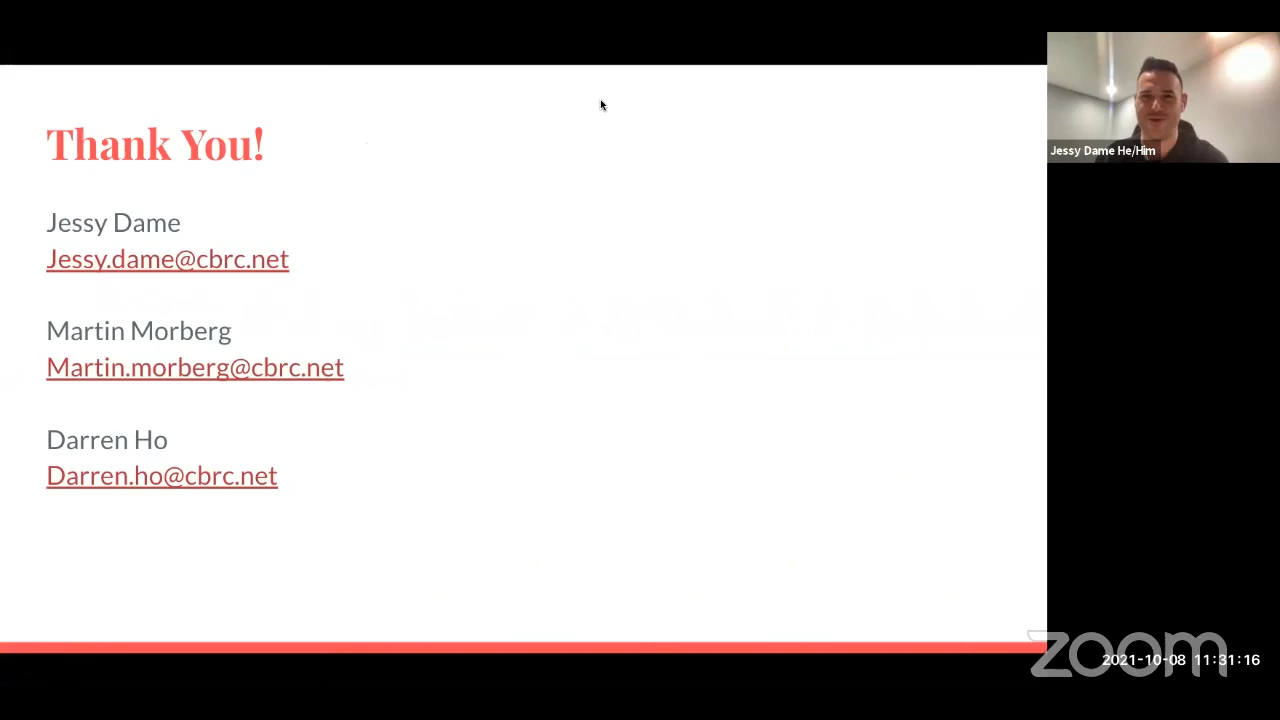 Thank You!
Jessy Dame
Jessy.dame@cbrc.net
Martin Morberg
Martin.morberg@cbrc.net
Darren Ho
Darren.ho@cbrc.net
Jessy Dame He/Him
zoom
2021-10-08 11:31:16